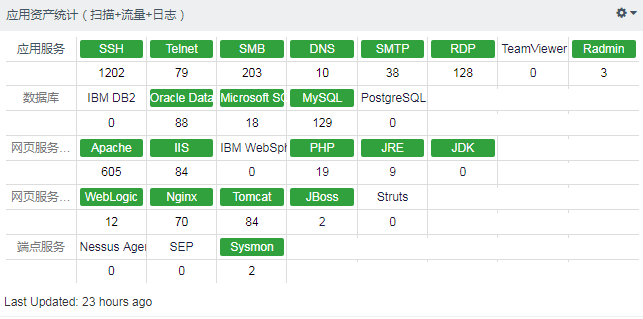 应用资产统计（扫描+流量+日志）
应用服务 SSH Telnet SMB DNS SMTP RDP TeamViewer Radmin
1202 79 203 10 38 128 0 3
数据库 IBM DB2 Oracle Data Microsoft SQ MySQL PostgreSQL
0 88 18 129 0
网页服务... Apache IIS IBM WebSph PHP JRE JDK
605 84 0 19 9 0
网页服务... WebLogic Nginx Tomcat JBoss Struts
12 70 84 2 0
端点服务 Nessus Agen SEP Sysmon
0 0 2
Last Updated: 23 hours ago